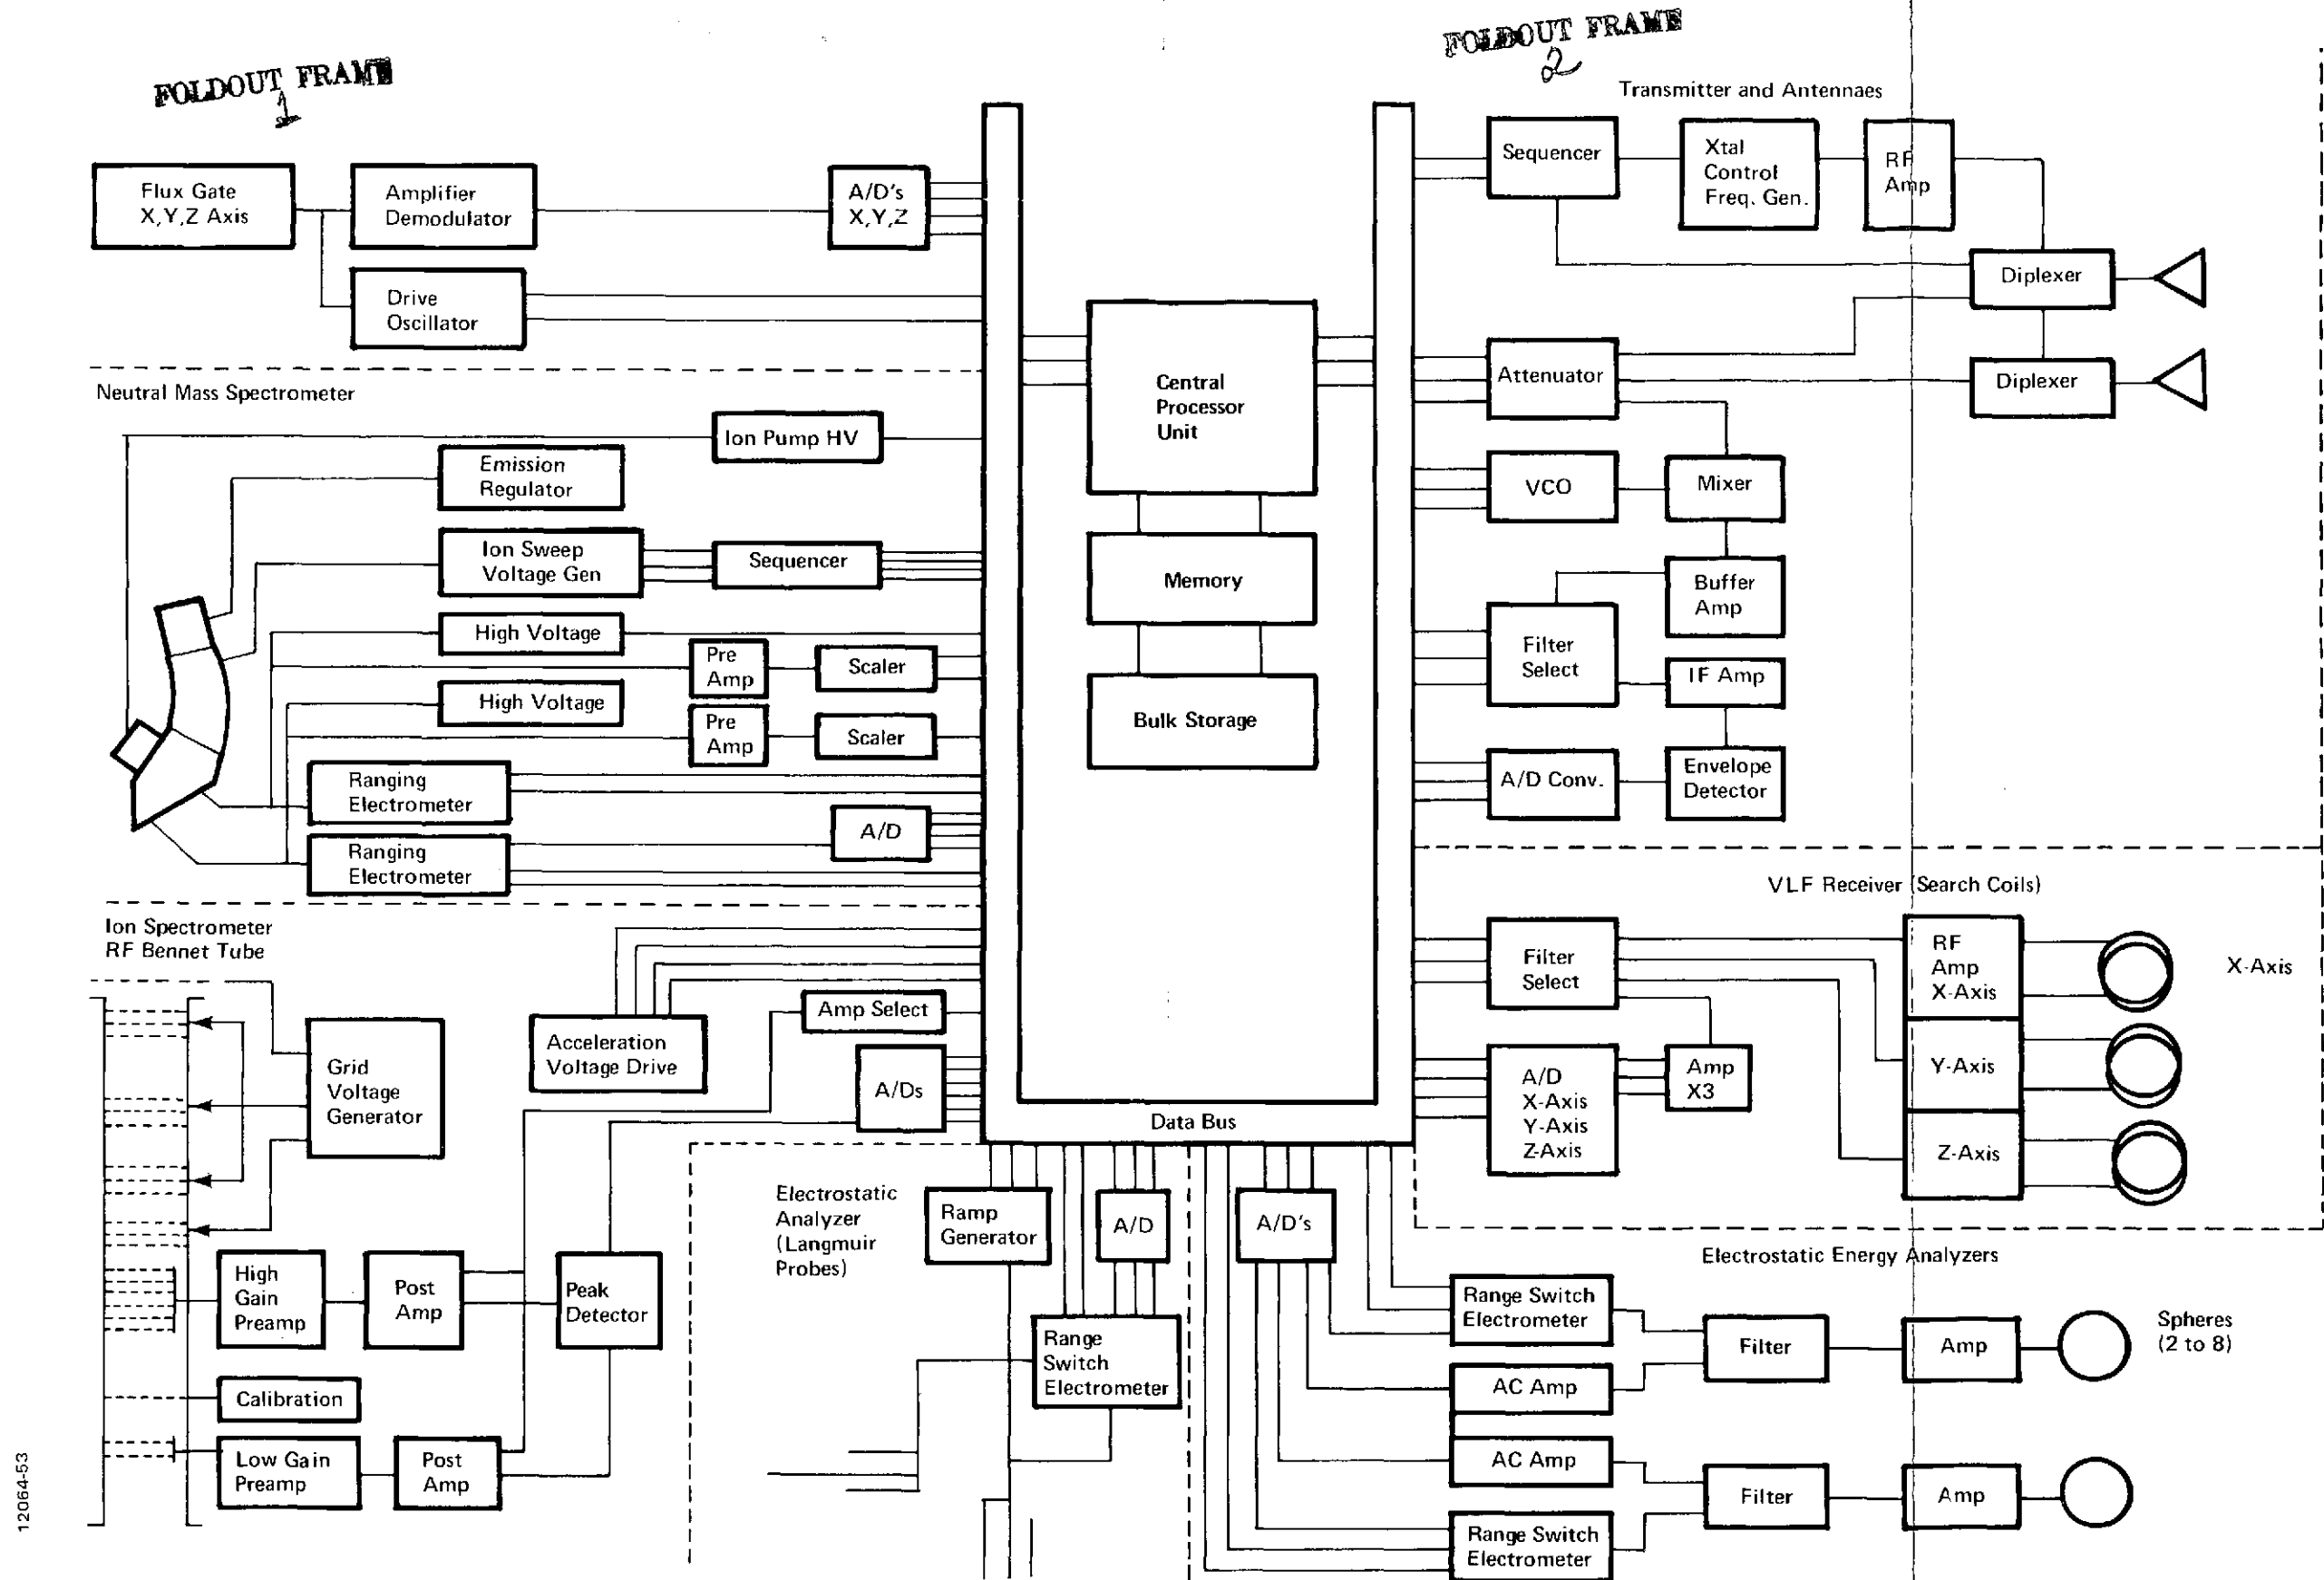 FOLDOUT FRAME
1
FOLDOUT FRAME
2
Flux Gate
X,Y,Z Axis
Amplifier
Demodulator
A/D's
X,Y,Z
Drive
Oscillator
Neutral Mass Spectrometer
Ion Pump HV
Emission
Regulator
Ion Sweep
Voltage Gen
Sequencer
High Voltage
Pre
Amp
Scaler
High Voltage
Pre
Amp
Scaler
Ranging
Electrometer
A/D
Ranging
Electrometer
Ion Spectrometer
RF Bennet Tube
Amp Select
Acceleration
Voltage Drive
Grid
Voltage
Generator
A/Ds
High
Gain
Preamp
Post
Amp
Peak
Detector
Calibration
Low Gain
Preamp
Post
Amp
12064-53
Central
Processor
Unit
Memory
Bulk Storage
Data Bus
Electrostatic
Analyzer
(Langmuir
Probes)
Ramp
Generator
A/D
Range
Switch
Electrometer
Transmitter and Antennaes
Sequencer
Xtal
Control
Freq. Gen.
RF
Amp
Diplexer
Attenuator
Diplexer
VCO
Mixer
Buffer
Amp
Filter
Select
IF Amp
A/D Conv.
Envelope
Detector
VLF Receiver (Search Coils)
Filter
Select
RF
Amp
X-Axis
X-Axis
Y-Axis
Z-Axis
A/D
X-Axis
Y-Axis
Z-Axis
Amp
X3
A/D's
Electrostatic Energy Analyzers
Range Switch
Electrometer
Filter
Amp
Spheres
(2 to 8)
AC Amp
AC Amp
Filter
Amp
Range Switch
Electrometer